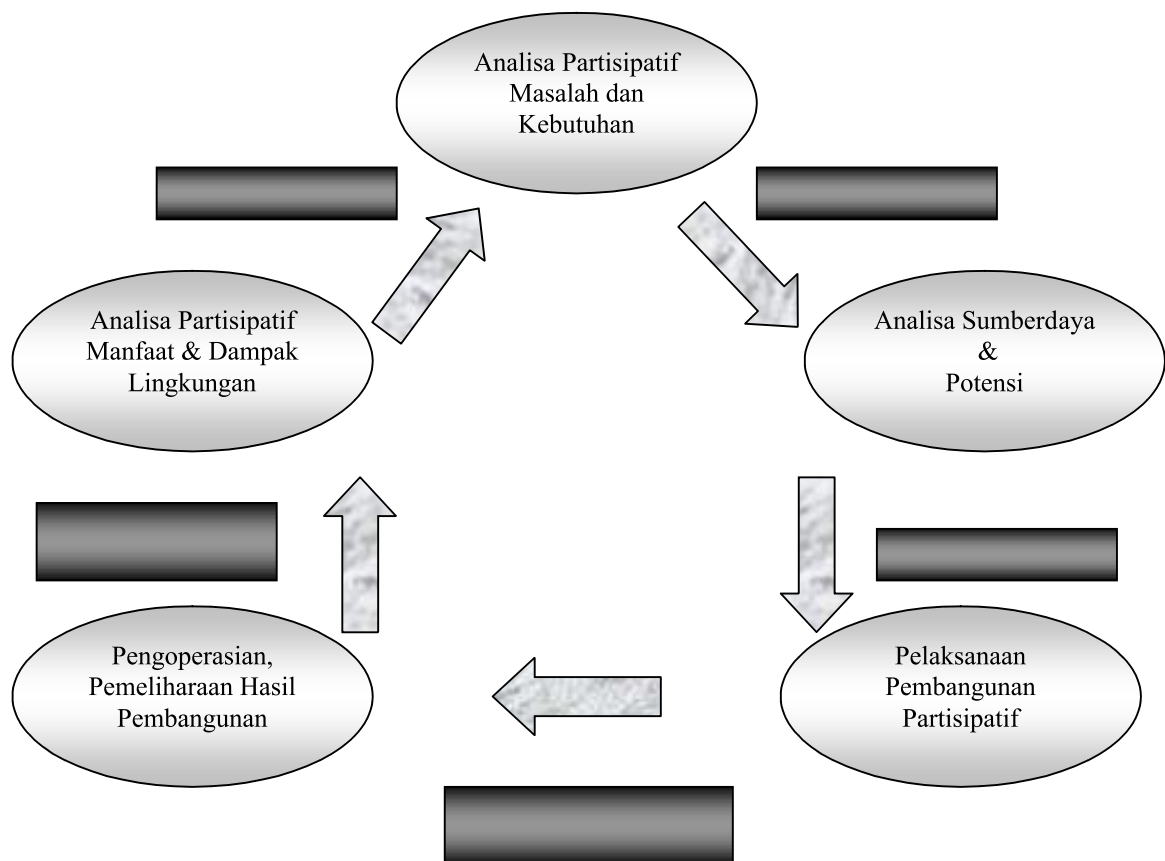 Analisa Partisipatif
Masalah dan
Kebutuhan
Analisa Partisipatif
Manfaat & Dampak
Lingkungan
Analisa Sumberdaya
&
Potensi
Pengoperasian,
Pemeliharaan Hasil
Pembangunan
Pelaksanaan
Pembangunan
Partisipatif